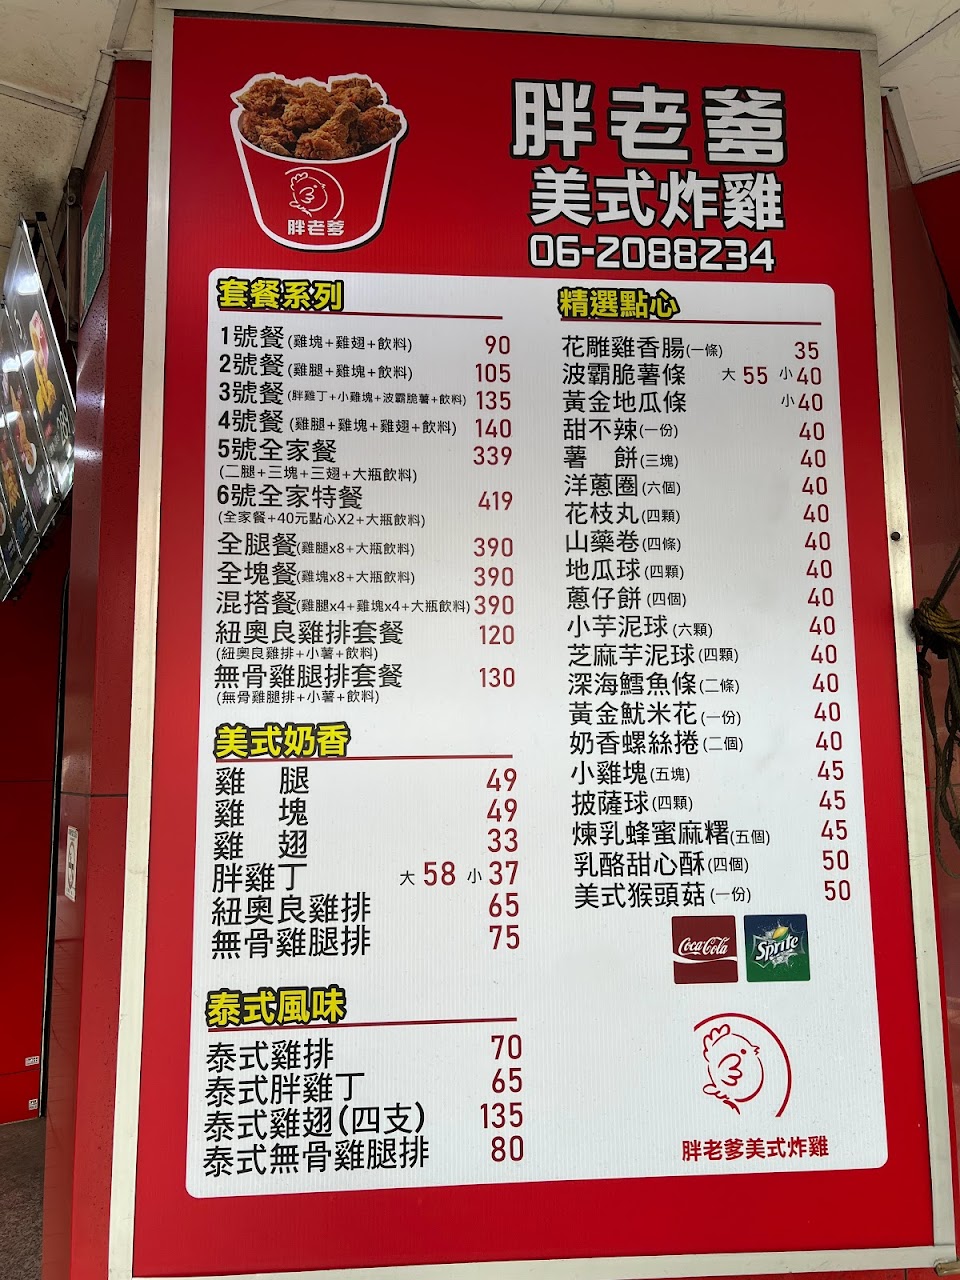 胖老爹
胖老爹
美式炸雞
06-2088234
套餐系列
1號餐(雞塊+雞翅+飲料) 90
2號餐(雞腿+雞塊+飲料) 105
3號餐(胖雞丁+小雞塊+波霸脆薯+飲料) 135
4號餐(雞腿+雞塊+雞翅+飲料) 140
5號全家餐 339
(二腿+三塊+三翅+大瓶飲料)
6號全家特餐 419
(全家餐+40元點心X2+大瓶飲料)
全腿餐(雞腿x8+大瓶飲料) 390
全塊餐(雞塊x8+大瓶飲料) 390
混搭餐(雞腿x4+雞塊x4+大瓶飲料) 390
紐奧良雞排套餐 120
(紐奧良雞排+小薯+飲料)
無骨雞腿排套餐 130
(無骨雞腿排+小薯+飲料)
美式奶香
雞 腿 49
雞 塊 49
雞 翅 33
胖雞丁 大 58 小 37
紐奧良雞排 65
無骨雞腿排 75
泰式風味
泰式雞排 70
泰式胖雞丁 65
泰式雞翅(四支) 135
泰式無骨雞腿排 80
精選點心
花雕雞香腸(一條) 35
波霸脆薯條 大 55 小 40
黃金地瓜條 小 40
甜不辣(一份) 40
薯 餅(三塊) 40
洋蔥圈(六個) 40
花枝丸(四顆) 40
山藥卷(四條) 40
地瓜球(四顆) 40
蔥仔餅(四個) 40
小芋泥球(六顆) 40
芝麻芋泥球(四顆) 40
深海鱈魚條(二條) 40
黃金魷米花(一份) 40
奶香螺絲捲(二個) 40
小雞塊(五塊) 45
披薩球(四顆) 45
煉乳蜂蜜麻糬(五個) 45
乳酪甜心酥(四個) 50
美式猴頭菇(一份) 50
Coca-Cola
Sprite
胖老爹美式炸雞